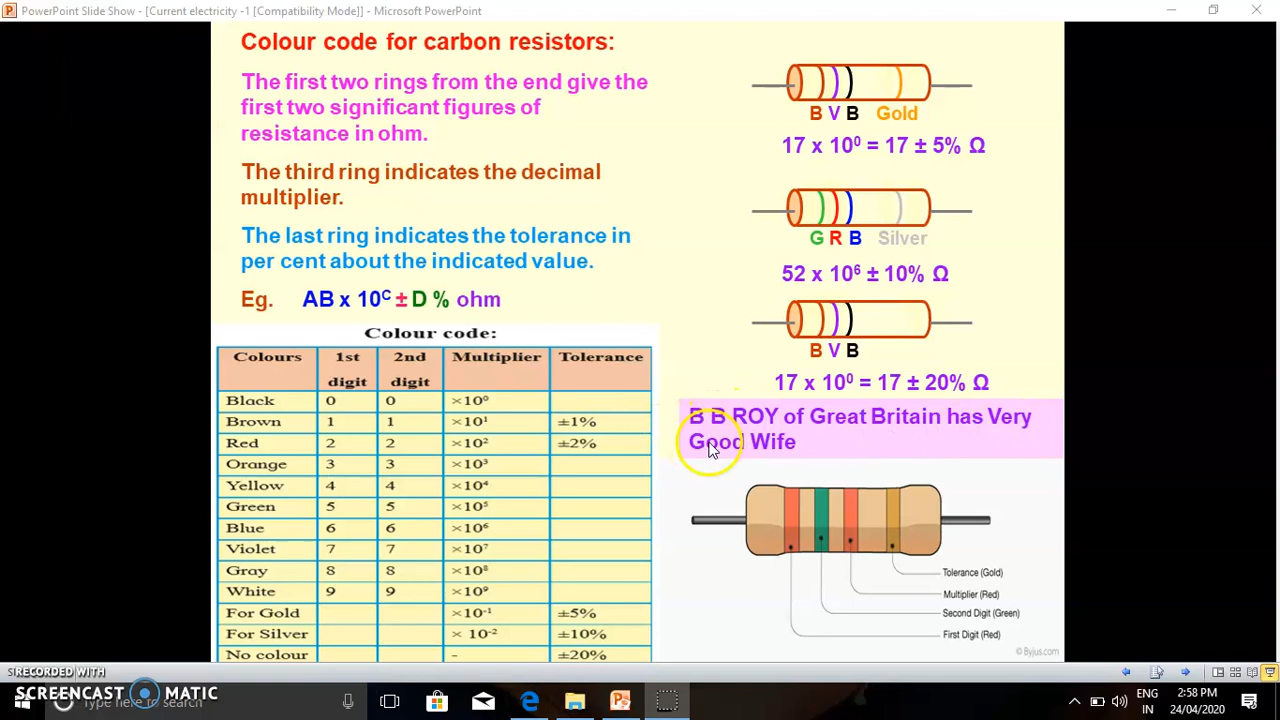 PowerPoint Slide Show - [Current electricity -1 [Compatibility Mode]] - Microsoft PowerPoint
Colour code for carbon resistors:
The first two rings from the end give the
first two significant figures of
resistance in ohm.
The third ring indicates the decimal
multiplier.
The last ring indicates the tolerance in
per cent about the indicated value.
Eg. AB x 10ᶜ ± D % ohm
B V B Gold
17 x 10⁰ = 17 ± 5% Ω
G R B Silver
52 x 10⁶ ± 10% Ω
B V B
17 x 10⁰ = 17 ± 20% Ω
B B ROY of Great Britain has Very
Good Wife
Colour code:
Colours 1st digit 2nd digit Multiplier Tolerance
Black 0 0 ×10⁰
Brown 1 1 ×10¹ ±1%
Red 2 2 ×10² ±2%
Orange 3 3 ×10³
Yellow 4 4 ×10⁴
Green 5 5 ×10⁵
Blue 6 6 ×10⁶
Violet 7 7 ×10⁷
Gray 8 8 ×10⁸
White 9 9 ×10⁹
For Gold ×10⁻¹ ±5%
For Silver × 10⁻² ±10%
No colour - ±20%
Tolerance (Gold)
Multiplier (Red)
Second Digit (Green)
First Digit (Red)
© Byjus.com
RECORDED WITH
SCREENCAST MATIC
Type here to search
ENG
IN
2:58 PM
24/04/2020